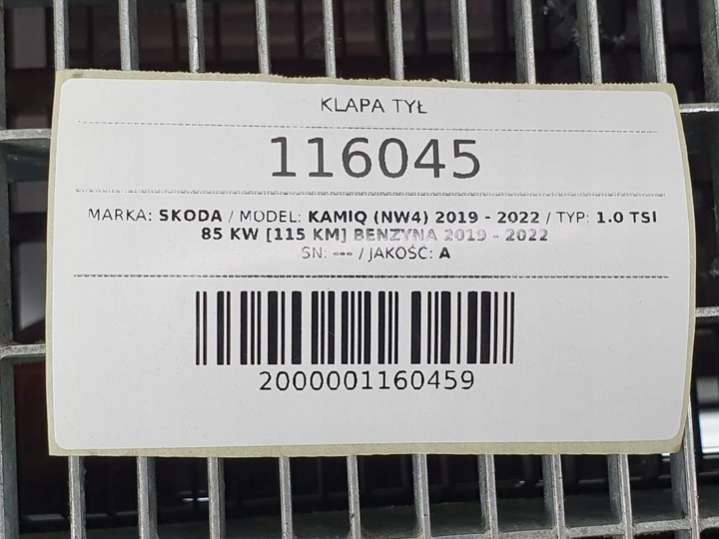 KLAPA TYŁ
116045
MARKA: SKODA / MODEL: KAMIQ (NW4) 2019 - 2022 / TYP: 1.0 TSI
85 KW [115 KM] BENZYNA 2019 - 2022
SN: --- / JAKOŚĆ: A
2000001160459